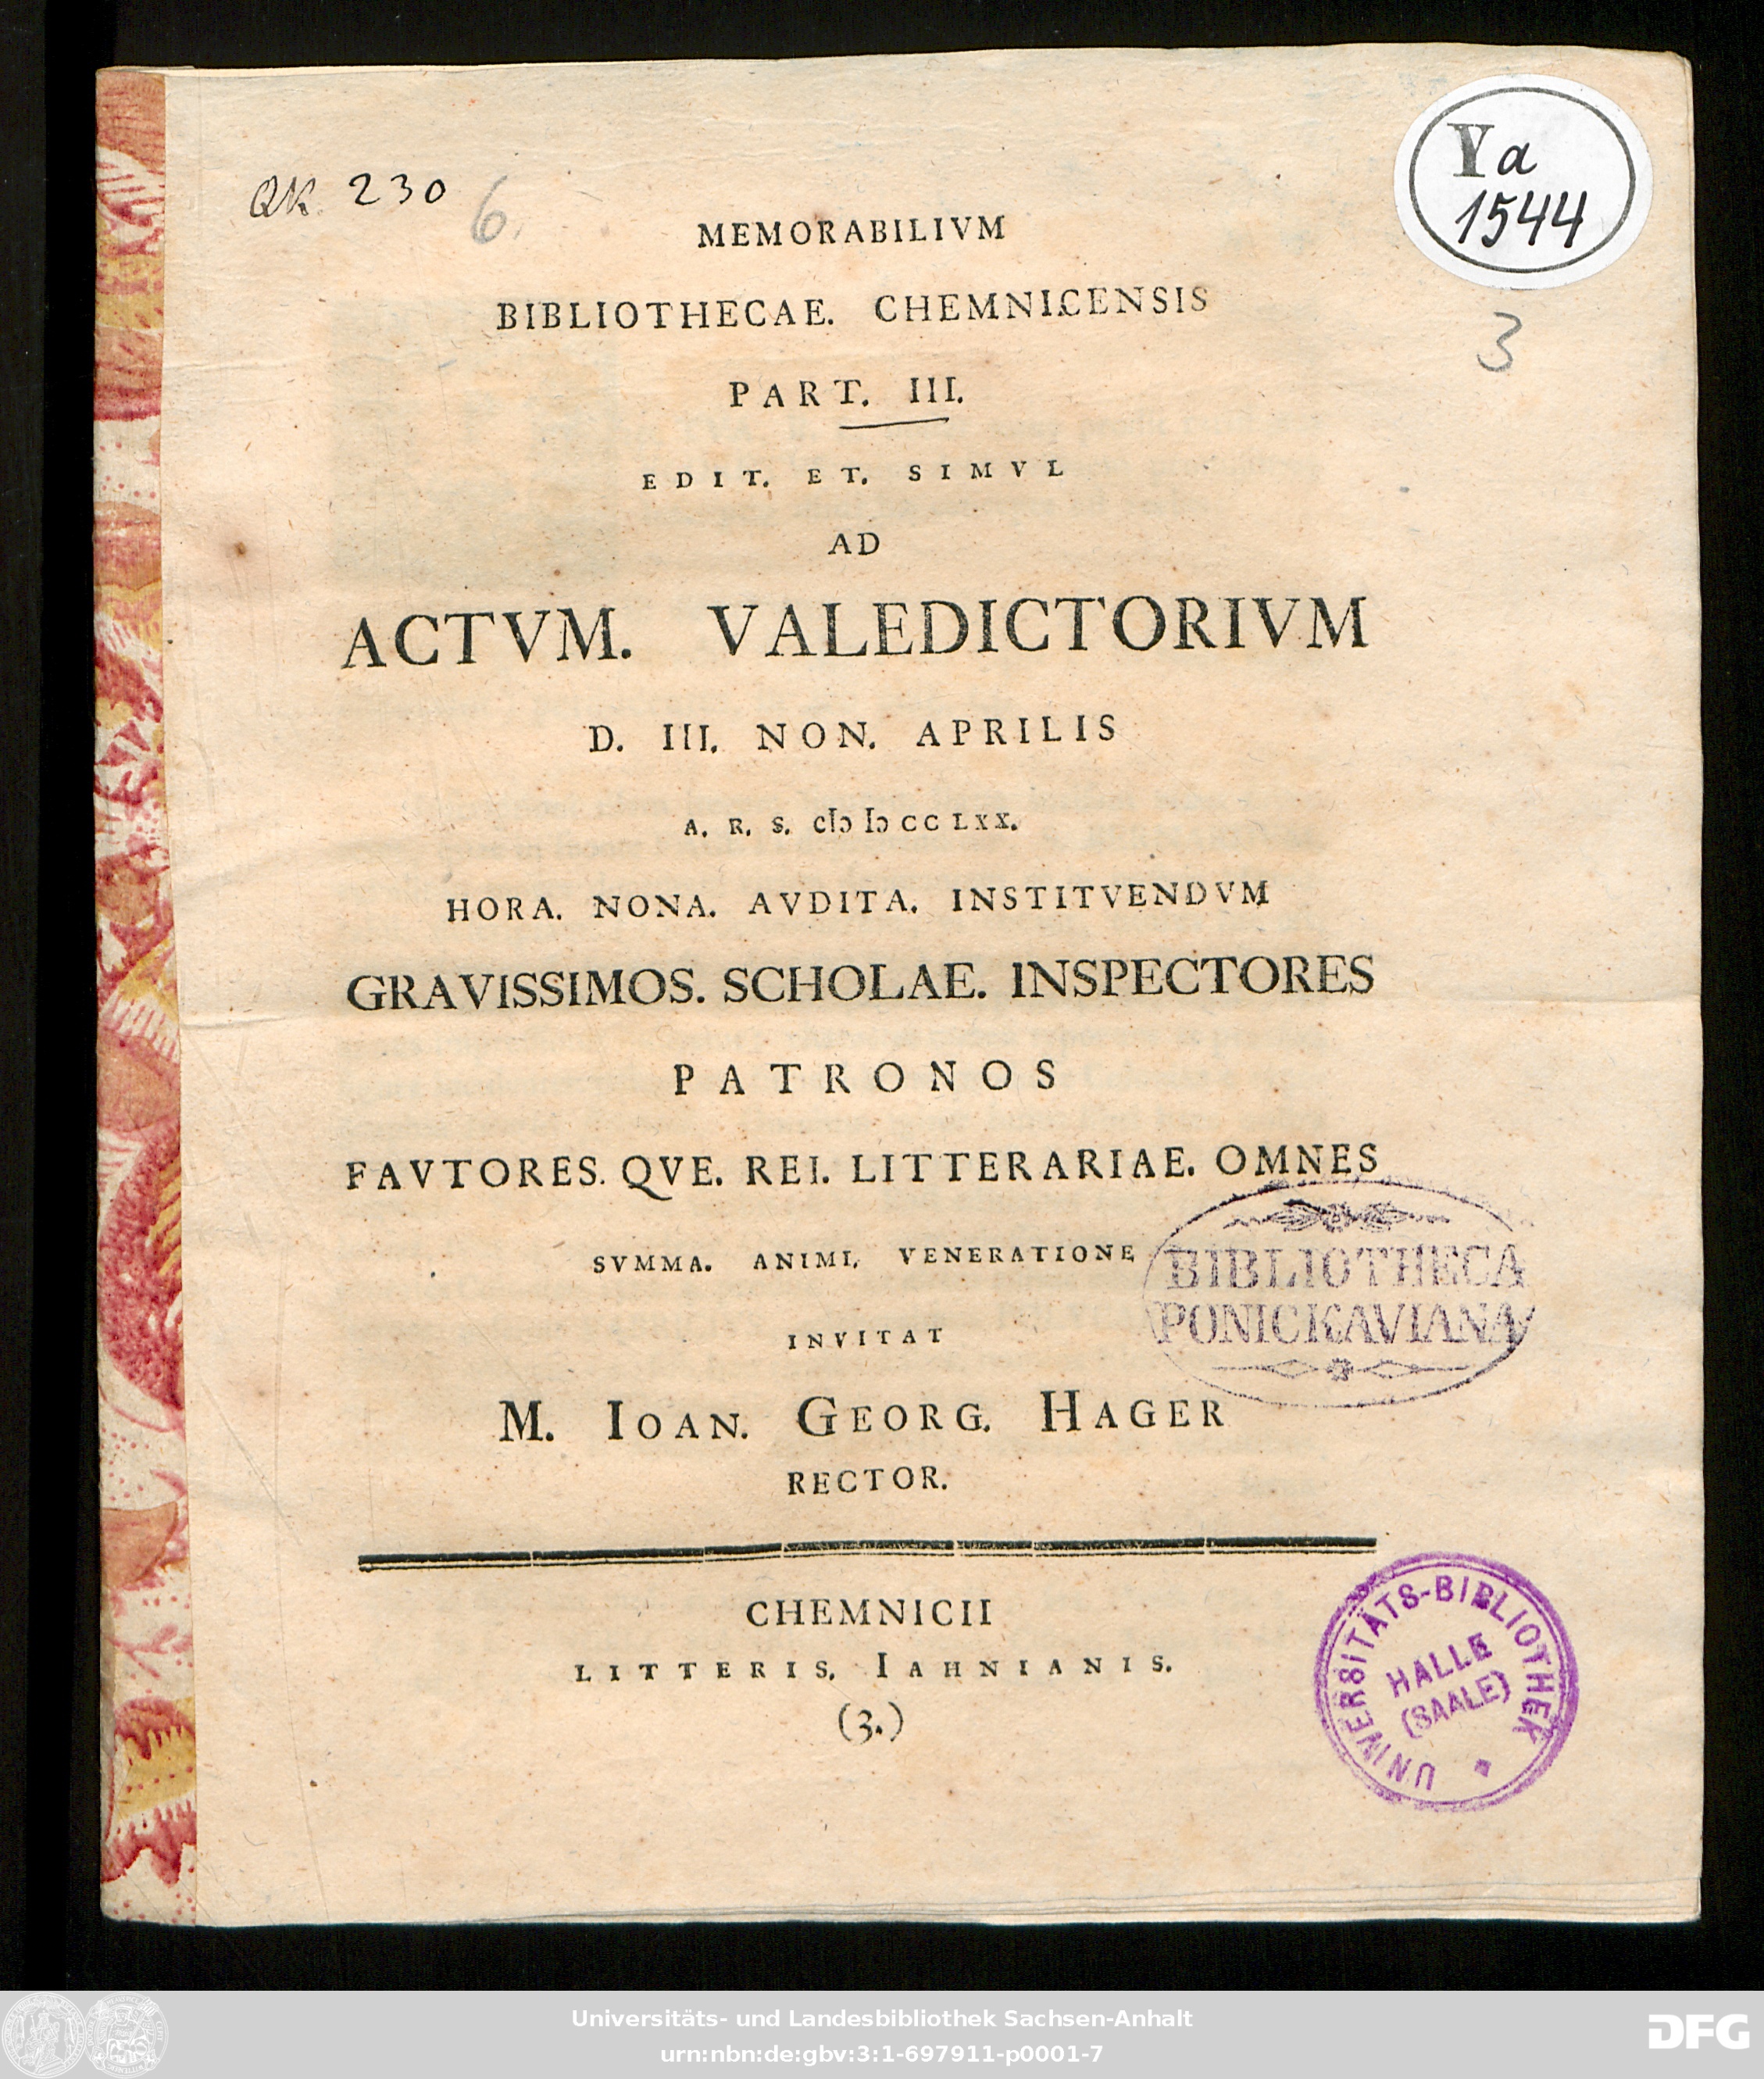 QK. 230
6.
Ya
1544
3
MEMORABILIVM
BIBLIOTHECAE. CHEMNICENSIS
PART. III.
EDIT. ET. SIMVL
AD
ACTVM. VALEDICTORIVM
D. III. NON. APRILIS
A. R. S. CIƆ IƆ CC LXX.
HORA. NONA. AVDITA. INSTITVENDVM
GRAVISSIMOS. SCHOLAE. INSPECTORES
PATRONOS
FAVTORES. QVE. REI. LITTERARIAE. OMNES
SVMMA. ANIMI. VENERATIONE
INVITAT
BIBLIOTHECA
PONICKAVIANA
M. IOAN. GEORG. HAGER
RECTOR.
CHEMNICII
LITTERIS. IAHNIANIS.
(3.)
UNIVERSITÄTS-BIBLIOTHEK
HALLE
(SAALE)
Universitäts- und Landesbibliothek Sachsen-Anhalt
urn:nbn:de:gbv:3:1-697911-p0001-7
DFG